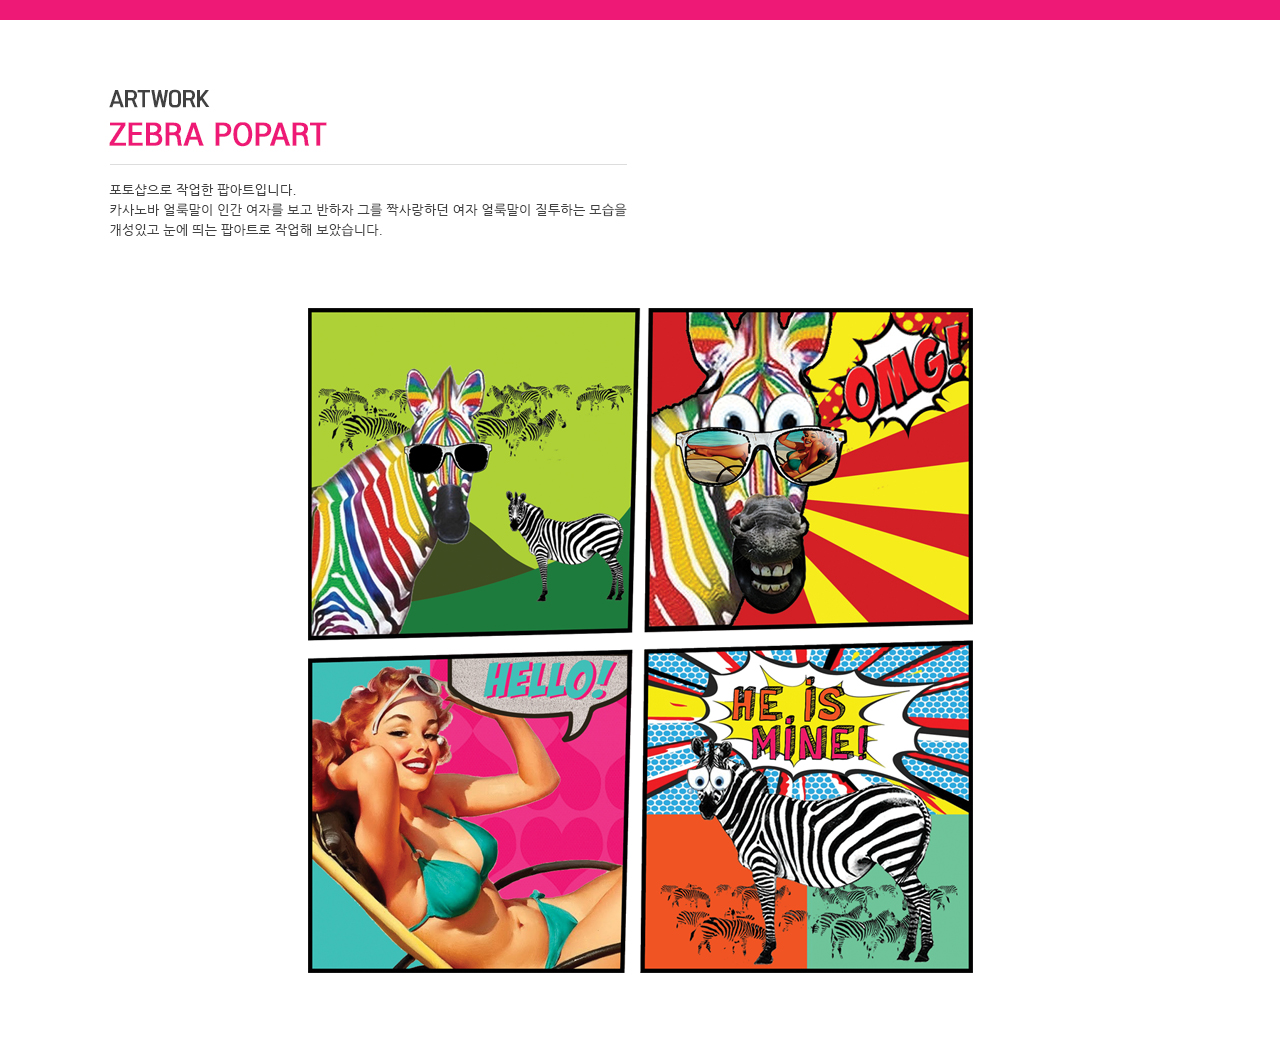 ARTWORK
ZEBRA POPART
포토샵으로 작업한 팝아트입니다.
카사노바 얼룩말이 인간 여자를 보고 반하자 그를 짝사랑하던 여자 얼룩말이 질투하는 모습을
개성있고 눈에 띄는 팝아트로 작업해 보았습니다.
OMG!
HELLO!
HE iS
MiNE!